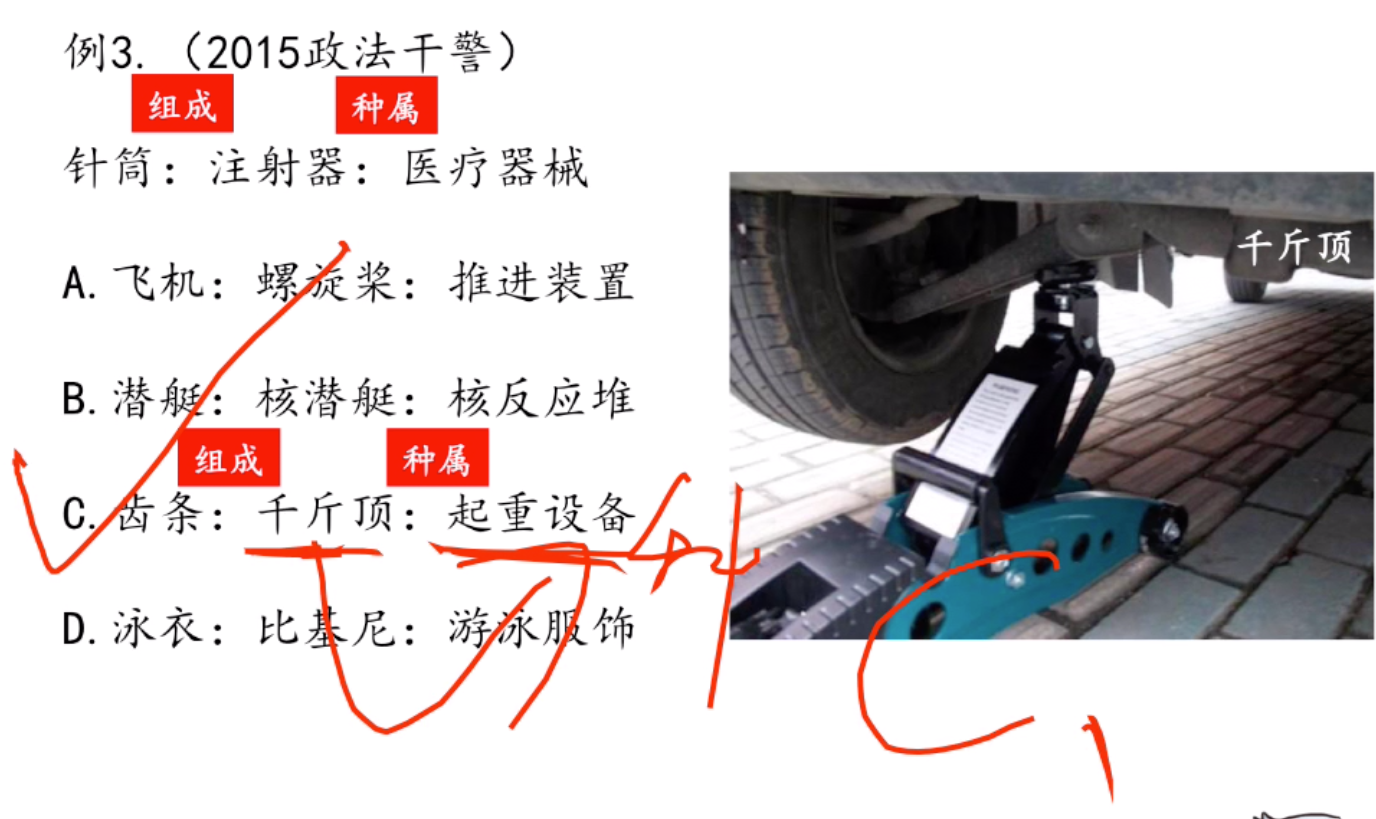 例3.（2015政法干警）
组成 种属
针筒：注射器：医疗器械
千斤顶
A.飞机：螺旋桨：推进装置
B.潜艇：核潜艇：核反应堆
组成 种属
C.齿条：千斤顶：起重设备
D.泳衣：比基尼：游泳服饰